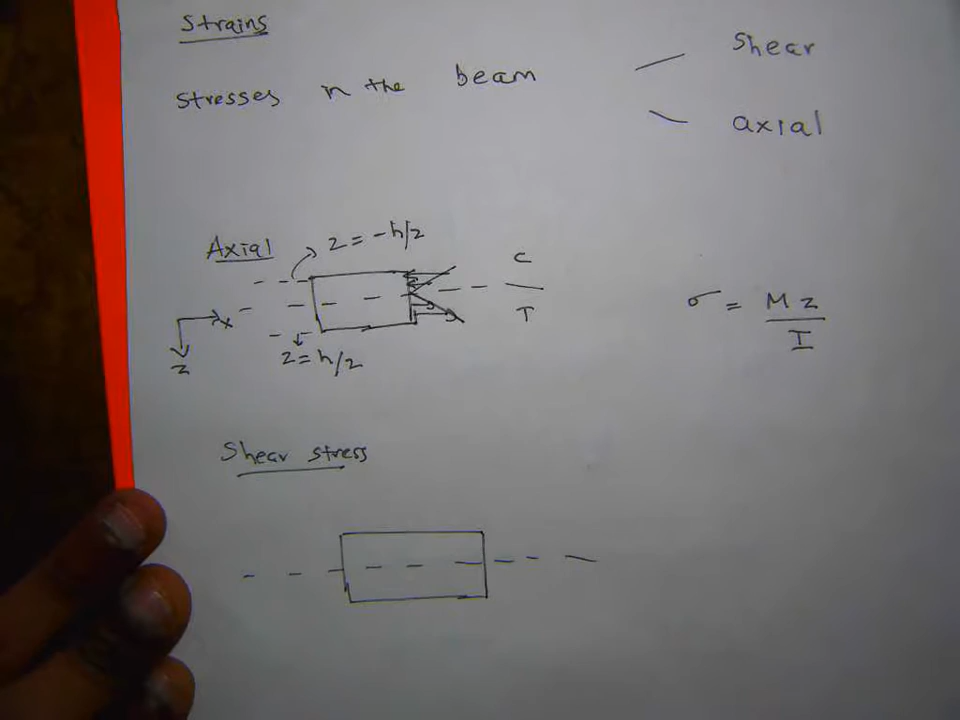 Strains
stresses in the beam
shear
axial
Axial
z = -h/2
C
T
x
z
z = h/2
σ = Mz/I
Shear stress